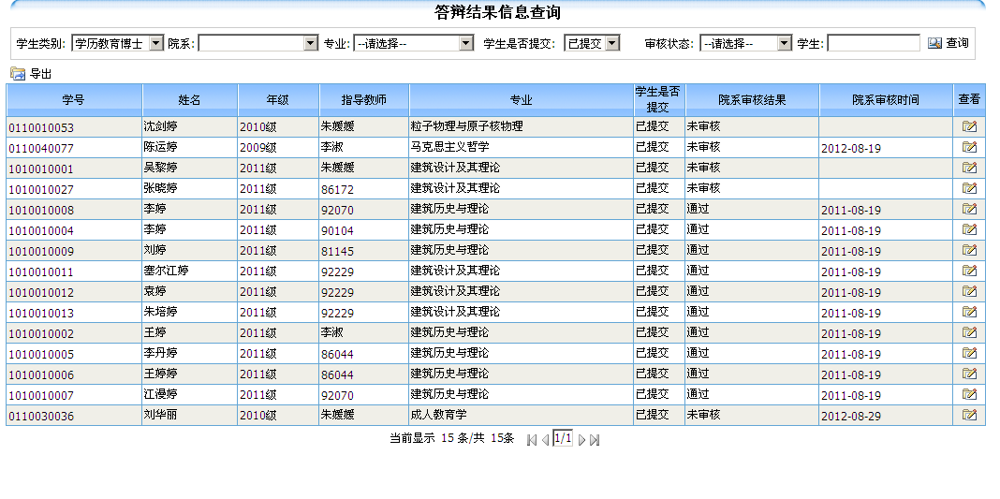 答辩结果信息查询
学生类别: 学历教育博士 院系: 专业: --请选择-- 学生是否提交: 已提交 审核状态: --请选择-- 学生: 查询
导出
学号 姓名 年级 指导教师 专业 学生是否提交 院系审核结果 院系审核时间 查看
0110010053 沈剑婷 2010级 朱媛媛 粒子物理与原子核物理 已提交 未审核
0110040077 陈运婷 2009级 李淑 马克思主义哲学 已提交 未审核 2012-08-19
1010010001 吴黎婷 2011级 朱媛媛 建筑设计及其理论 已提交 未审核
1010010027 张晓婷 2011级 86172 建筑设计及其理论 已提交 未审核
1010010008 李婷 2011级 92070 建筑历史与理论 已提交 通过 2011-08-19
1010010004 李婷 2011级 90104 建筑历史与理论 已提交 通过 2011-08-19
1010010009 刘婷 2011级 81145 建筑历史与理论 已提交 通过 2011-08-19
1010010011 塞尔江婷 2011级 92229 建筑设计及其理论 已提交 通过 2011-08-19
1010010012 袁婷 2011级 92229 建筑设计及其理论 已提交 通过 2011-08-19
1010010013 朱培婷 2011级 92229 建筑设计及其理论 已提交 通过 2011-08-19
1010010002 王婷 2011级 李淑 建筑历史与理论 已提交 通过 2011-08-19
1010010005 李丹婷 2011级 86044 建筑历史与理论 已提交 通过 2011-08-19
1010010006 王婷婷 2011级 86044 建筑历史与理论 已提交 通过 2011-08-19
1010010007 江漫婷 2011级 92070 建筑历史与理论 已提交 通过 2011-08-19
0110030036 刘华丽 2010级 朱媛媛 成人教育学 已提交 未审核 2012-08-29
当前显示 15 条/共 15条 1/1